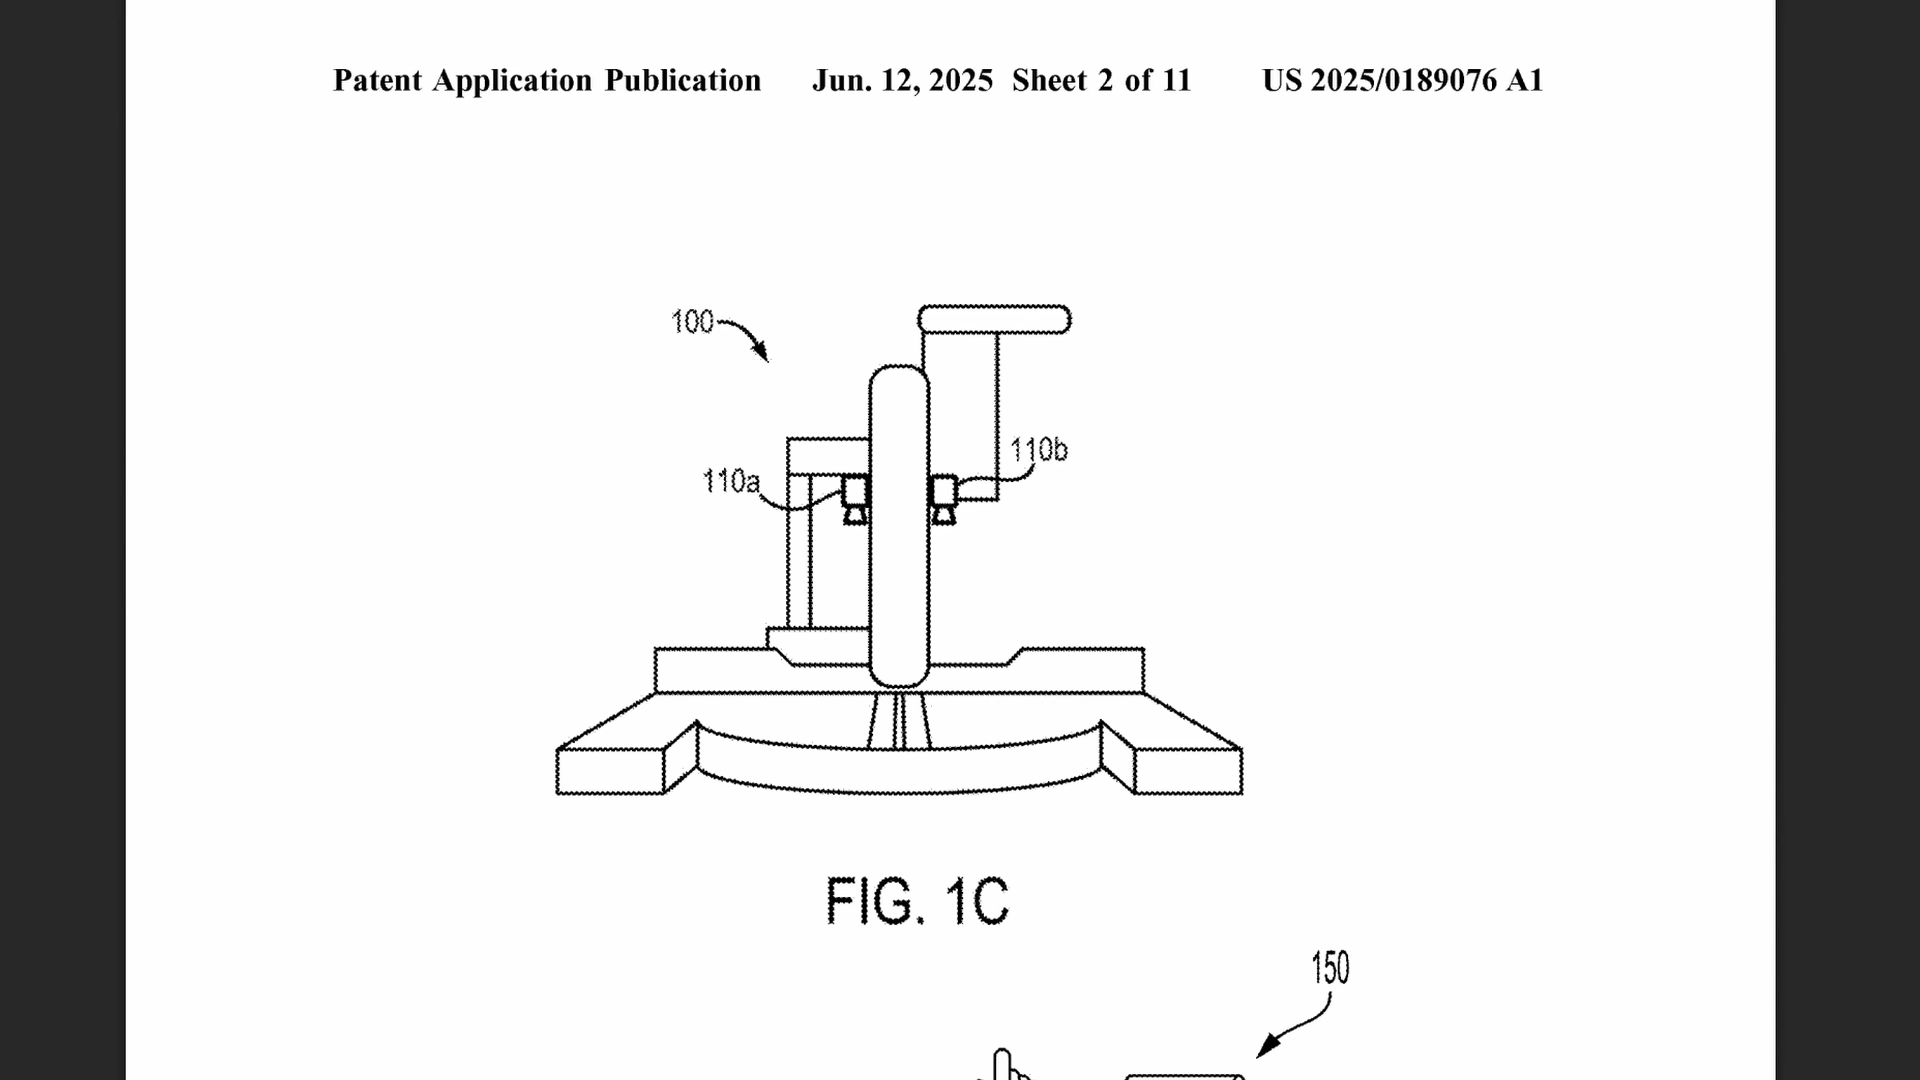 Patent Application Publication Jun. 12, 2025 Sheet 2 of 11 US 2025/0189076 A1
100
110b
110a
FIG. 1C
150